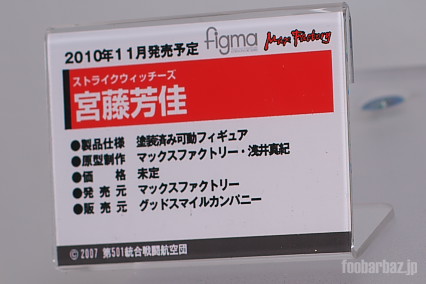 2010年11月発売予定 figma Max Factory
ストライクウィッチーズ
宮藤芳佳
●製品仕様 塗装済み可動フィギュア
●原型制作 マックスファクトリー・浅井真紀
●価格 未定
●発売元 マックスファクトリー
●販売元 グッドスマイルカンパニー
© 2007 第501統合戦闘航空団
foobarbaz.jp